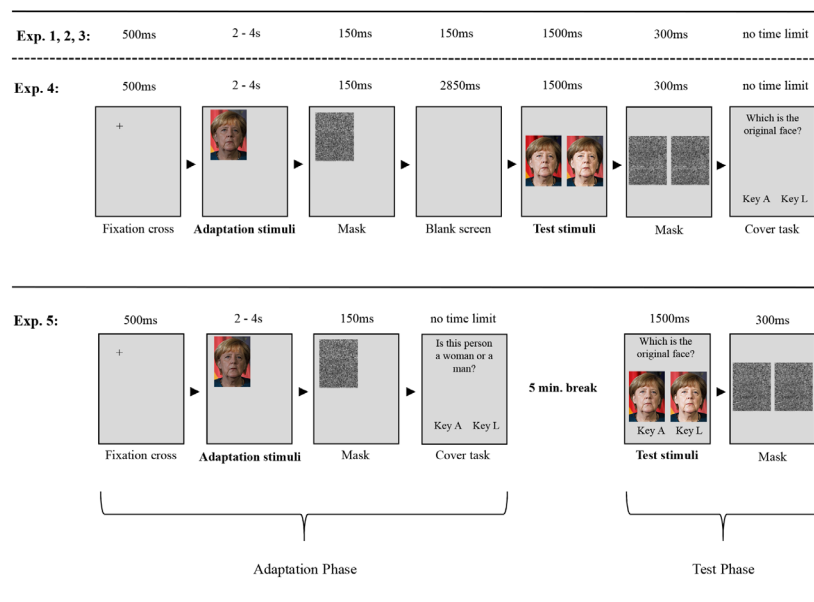 Exp. 1, 2, 3: 500ms 2 - 4s 150ms 150ms 1500ms 300ms no time limit
Exp. 4: 500ms 2 - 4s 150ms 2850ms 1500ms 300ms no time limit
+
Which is the
original face?
Key A Key L
Fixation cross Adaptation stimuli Mask Blank screen Test stimuli Mask Cover task
Exp. 5: 500ms 2 - 4s 150ms no time limit 1500ms 300ms
+
Is this person
a woman or a
man?
Key A Key L
5 min. break
Which is the
original face?
Key A Key L
Fixation cross Adaptation stimuli Mask Cover task Test stimuli Mask
Adaptation Phase Test Phase